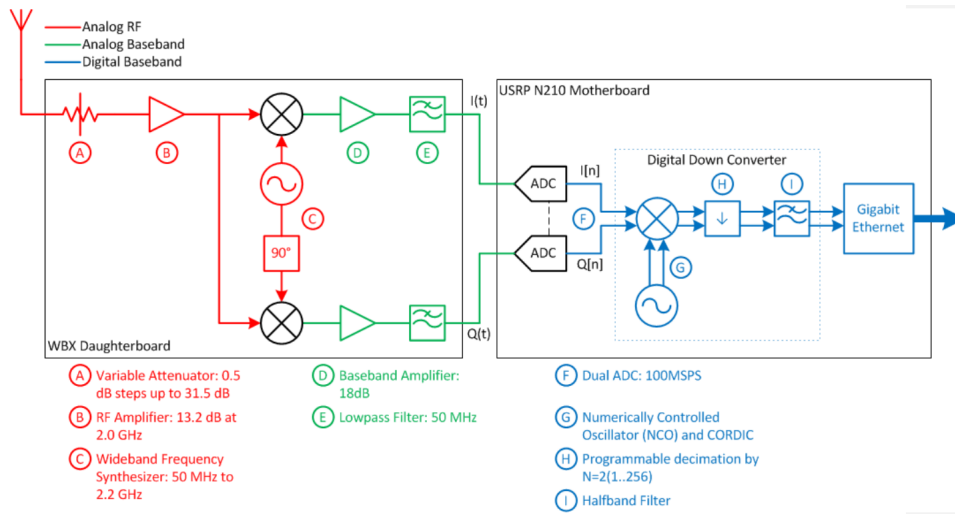 Analog RF
Analog Baseband
Digital Baseband
USRP N210 Motherboard
I(t)
Digital Down Converter
A
B
D
E
ADC
I[n]
H
I
C
F
Gigabit
Ethernet
90°
ADC
Q[n]
G
WBX Daughterboard
Q(t)
A Variable Attenuator: 0.5
dB steps up to 31.5 dB
B RF Amplifier: 13.2 dB at
2.0 GHz
C Wideband Frequency
Synthesizer: 50 MHz to
2.2 GHz
D Baseband Amplifier:
18dB
E Lowpass Filter: 50 MHz
F Dual ADC: 100MSPS
G Numerically Controlled
Oscillator (NCO) and CORDIC
H Programmable decimation by
N=2(1..256)
I Halfband Filter